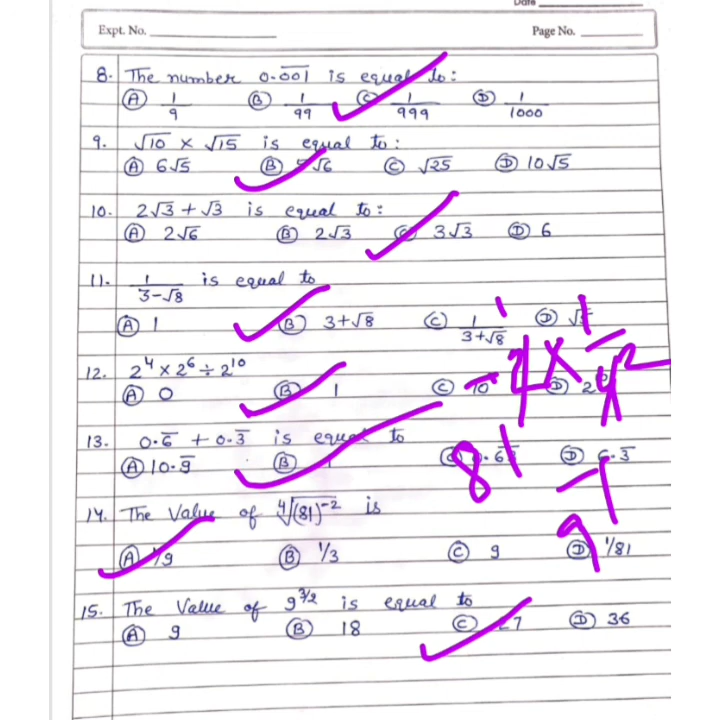 Date
Expt. No.
Page No.
8. The number 0.001̅ is equal to:
(A) 1/9 (B) 1/99 (C) 1/999 (D) 1/1000
9. √10 × √15 is equal to:
(A) 6√5 (B) √6 (C) √25 (D) 10√5
10. 2√3 + √3 is equal to:
(A) 2√6 (B) 2√3 (C) 3√3 (D) 6
11. 1/3-√8 is equal to
(A) 1 (B) 3+√8 (C) 1/3+√8 (D)
12. 2⁴ × 2⁶ ÷ 2¹⁰
(A) 0 (B) 1 (C) 10 (D) 2
13. 0.6̅ + 0.3̅ is equal to
(A) 10.9̅ (B) (C) (D) 6.3
14. The Value of ⁴√(81)⁻² is
(A) 1/9 (B) 1/3 (C) 9 (D) 1/81
15. The Value of 9^3/2 is equal to
(A) 9 (B) 18 (C) 27 (D) 36
81
1
9